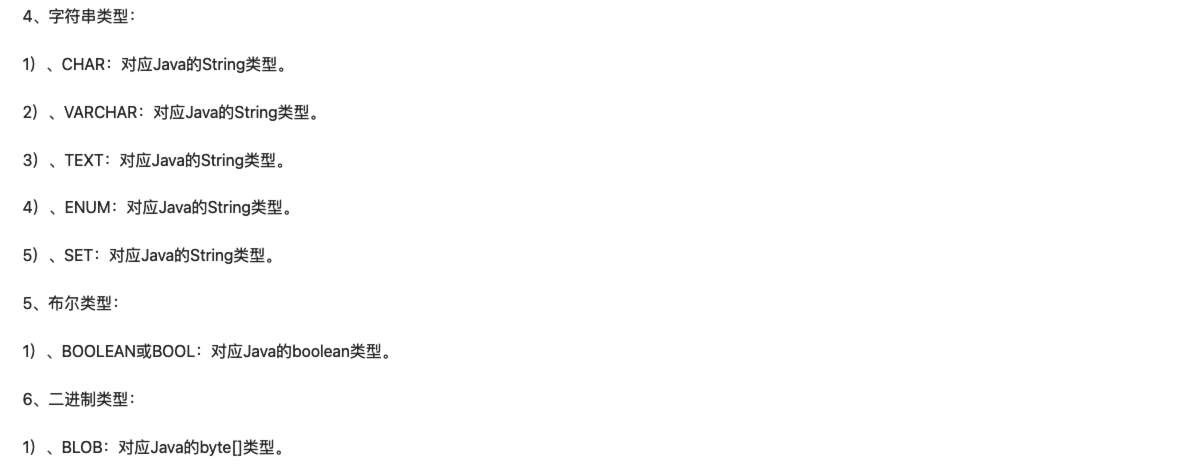 4、字符串类型：
1）、CHAR：对应Java的String类型。
2）、VARCHAR：对应Java的String类型。
3）、TEXT：对应Java的String类型。
4）、ENUM：对应Java的String类型。
5）、SET：对应Java的String类型。
5、布尔类型：
1）、BOOLEAN或BOOL：对应Java的boolean类型。
6、二进制类型：
1）、BLOB：对应Java的byte[]类型。